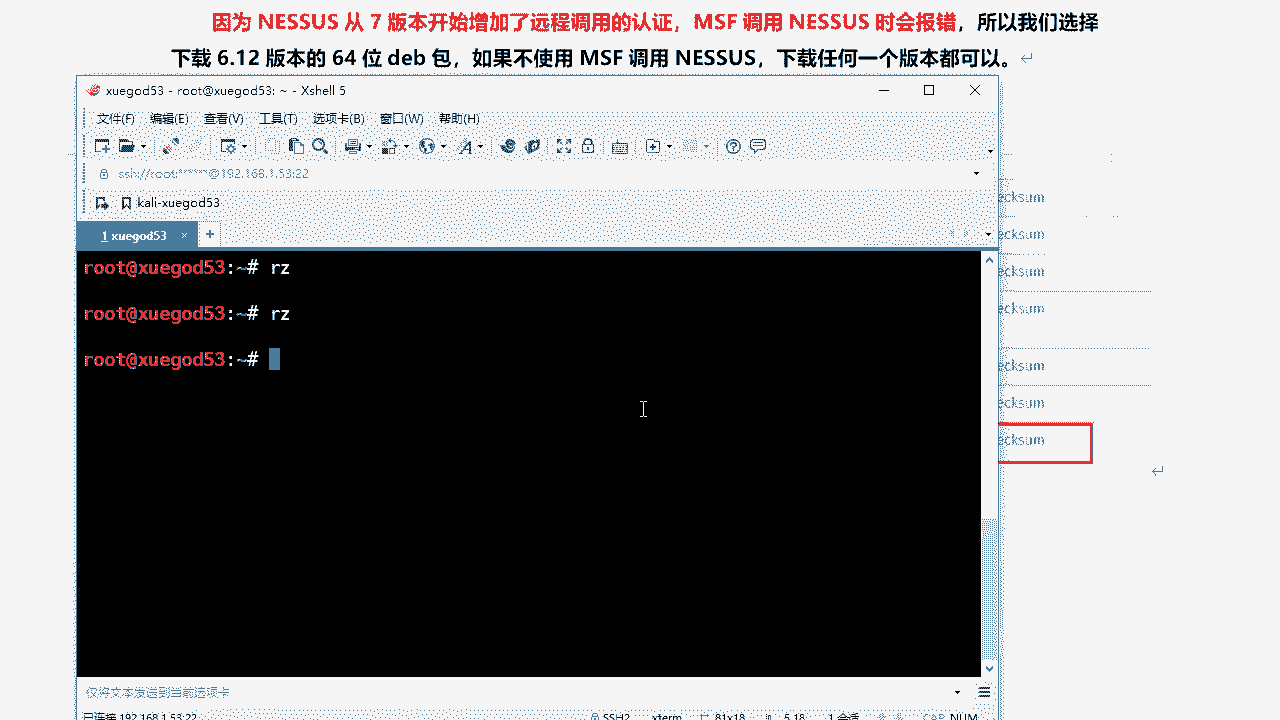 因为 NESSUS 从 7 版本开始增加了远程调用的认证，MSF 调用 NESSUS 时会报错，所以我们选择
下载 6.12 版本的 64 位 deb 包，如果不使用 MSF 调用 NESSUS，下载任何一个版本都可以。
xuegod53 - root@xuegod53: ~ - Xshell 5
文件(F) 编辑(E) 查看(V) 工具(T) 选项卡(B) 窗口(W) 帮助(H)
ssh://root:******@192.168.1.53:22
kali-xuegod53
ecksum
1 xuegod53
ecksum
root@xuegod53:~# rz
ecksum
root@xuegod53:~# rz
ecksum
root@xuegod53:~#
ecksum
ecksum
ecksum
仅将文本发送到当前选项卡
已连接 192.168.1.53:22 SSH2 xterm 81x18 5,18 1 会话 CAP NUM